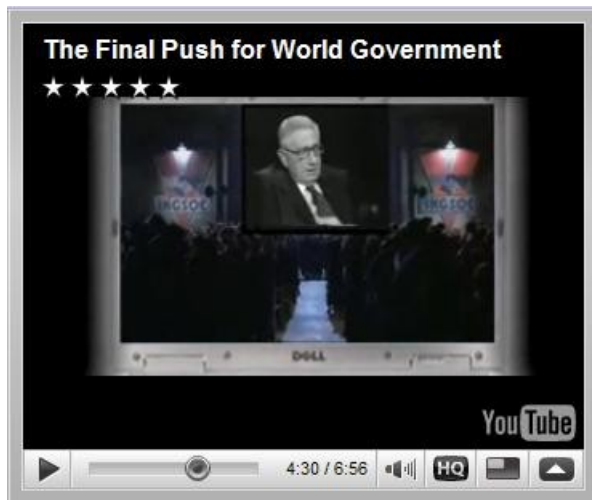 The Final Push for World Government
INGSOC
INGSOC
DELL
YouTube
4:30 / 6:56
HQ